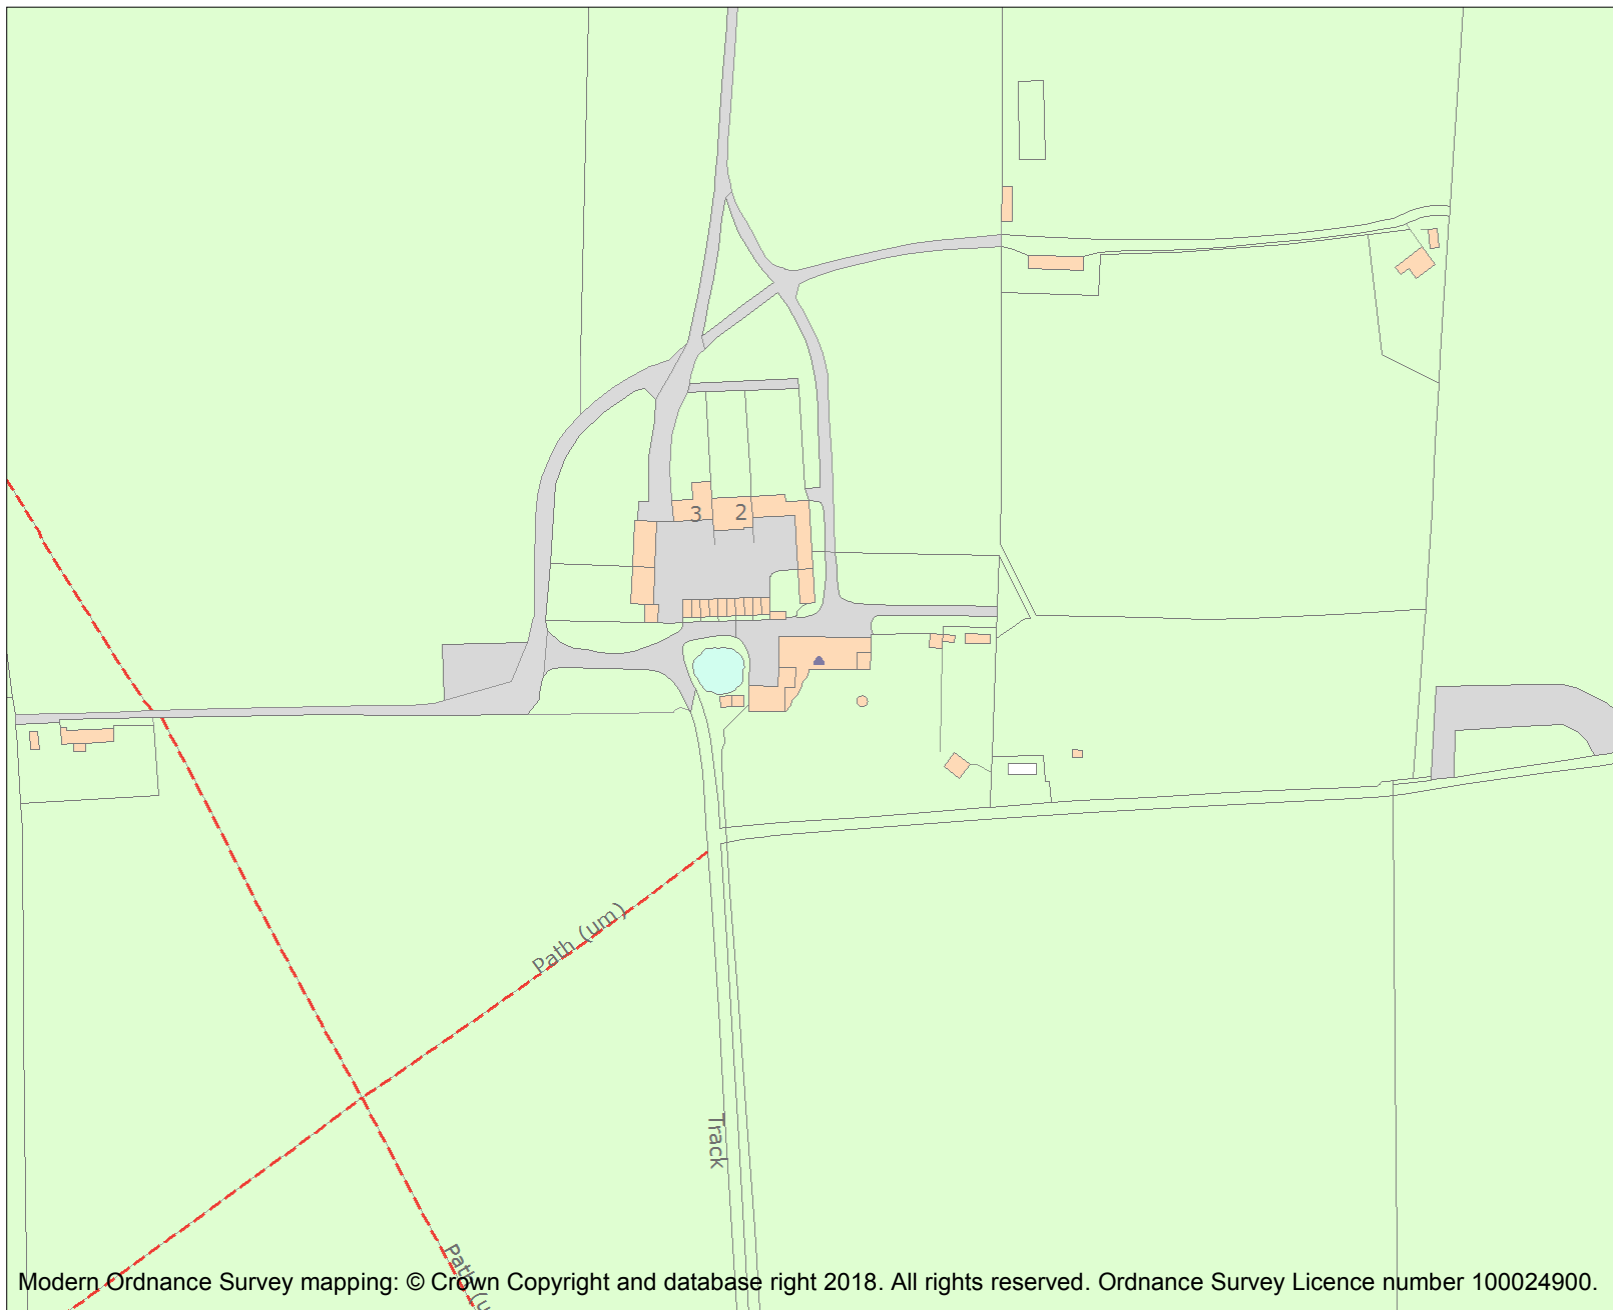 3
2
Path (um)
Track
Path (u
Modern Ordnance Survey mapping: © Crown Copyright and database right 2018. All rights reserved. Ordnance Survey Licence number 100024900.